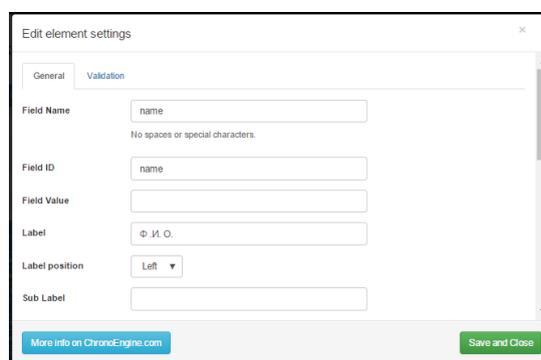 Edit element settings ×
General Validation
Field Name name
No spaces or special characters.
Field ID name
Field Value
Label Ф .И. О.
Label position Left ▼
Sub Label
More info on ChronoEngine.com Save and Close